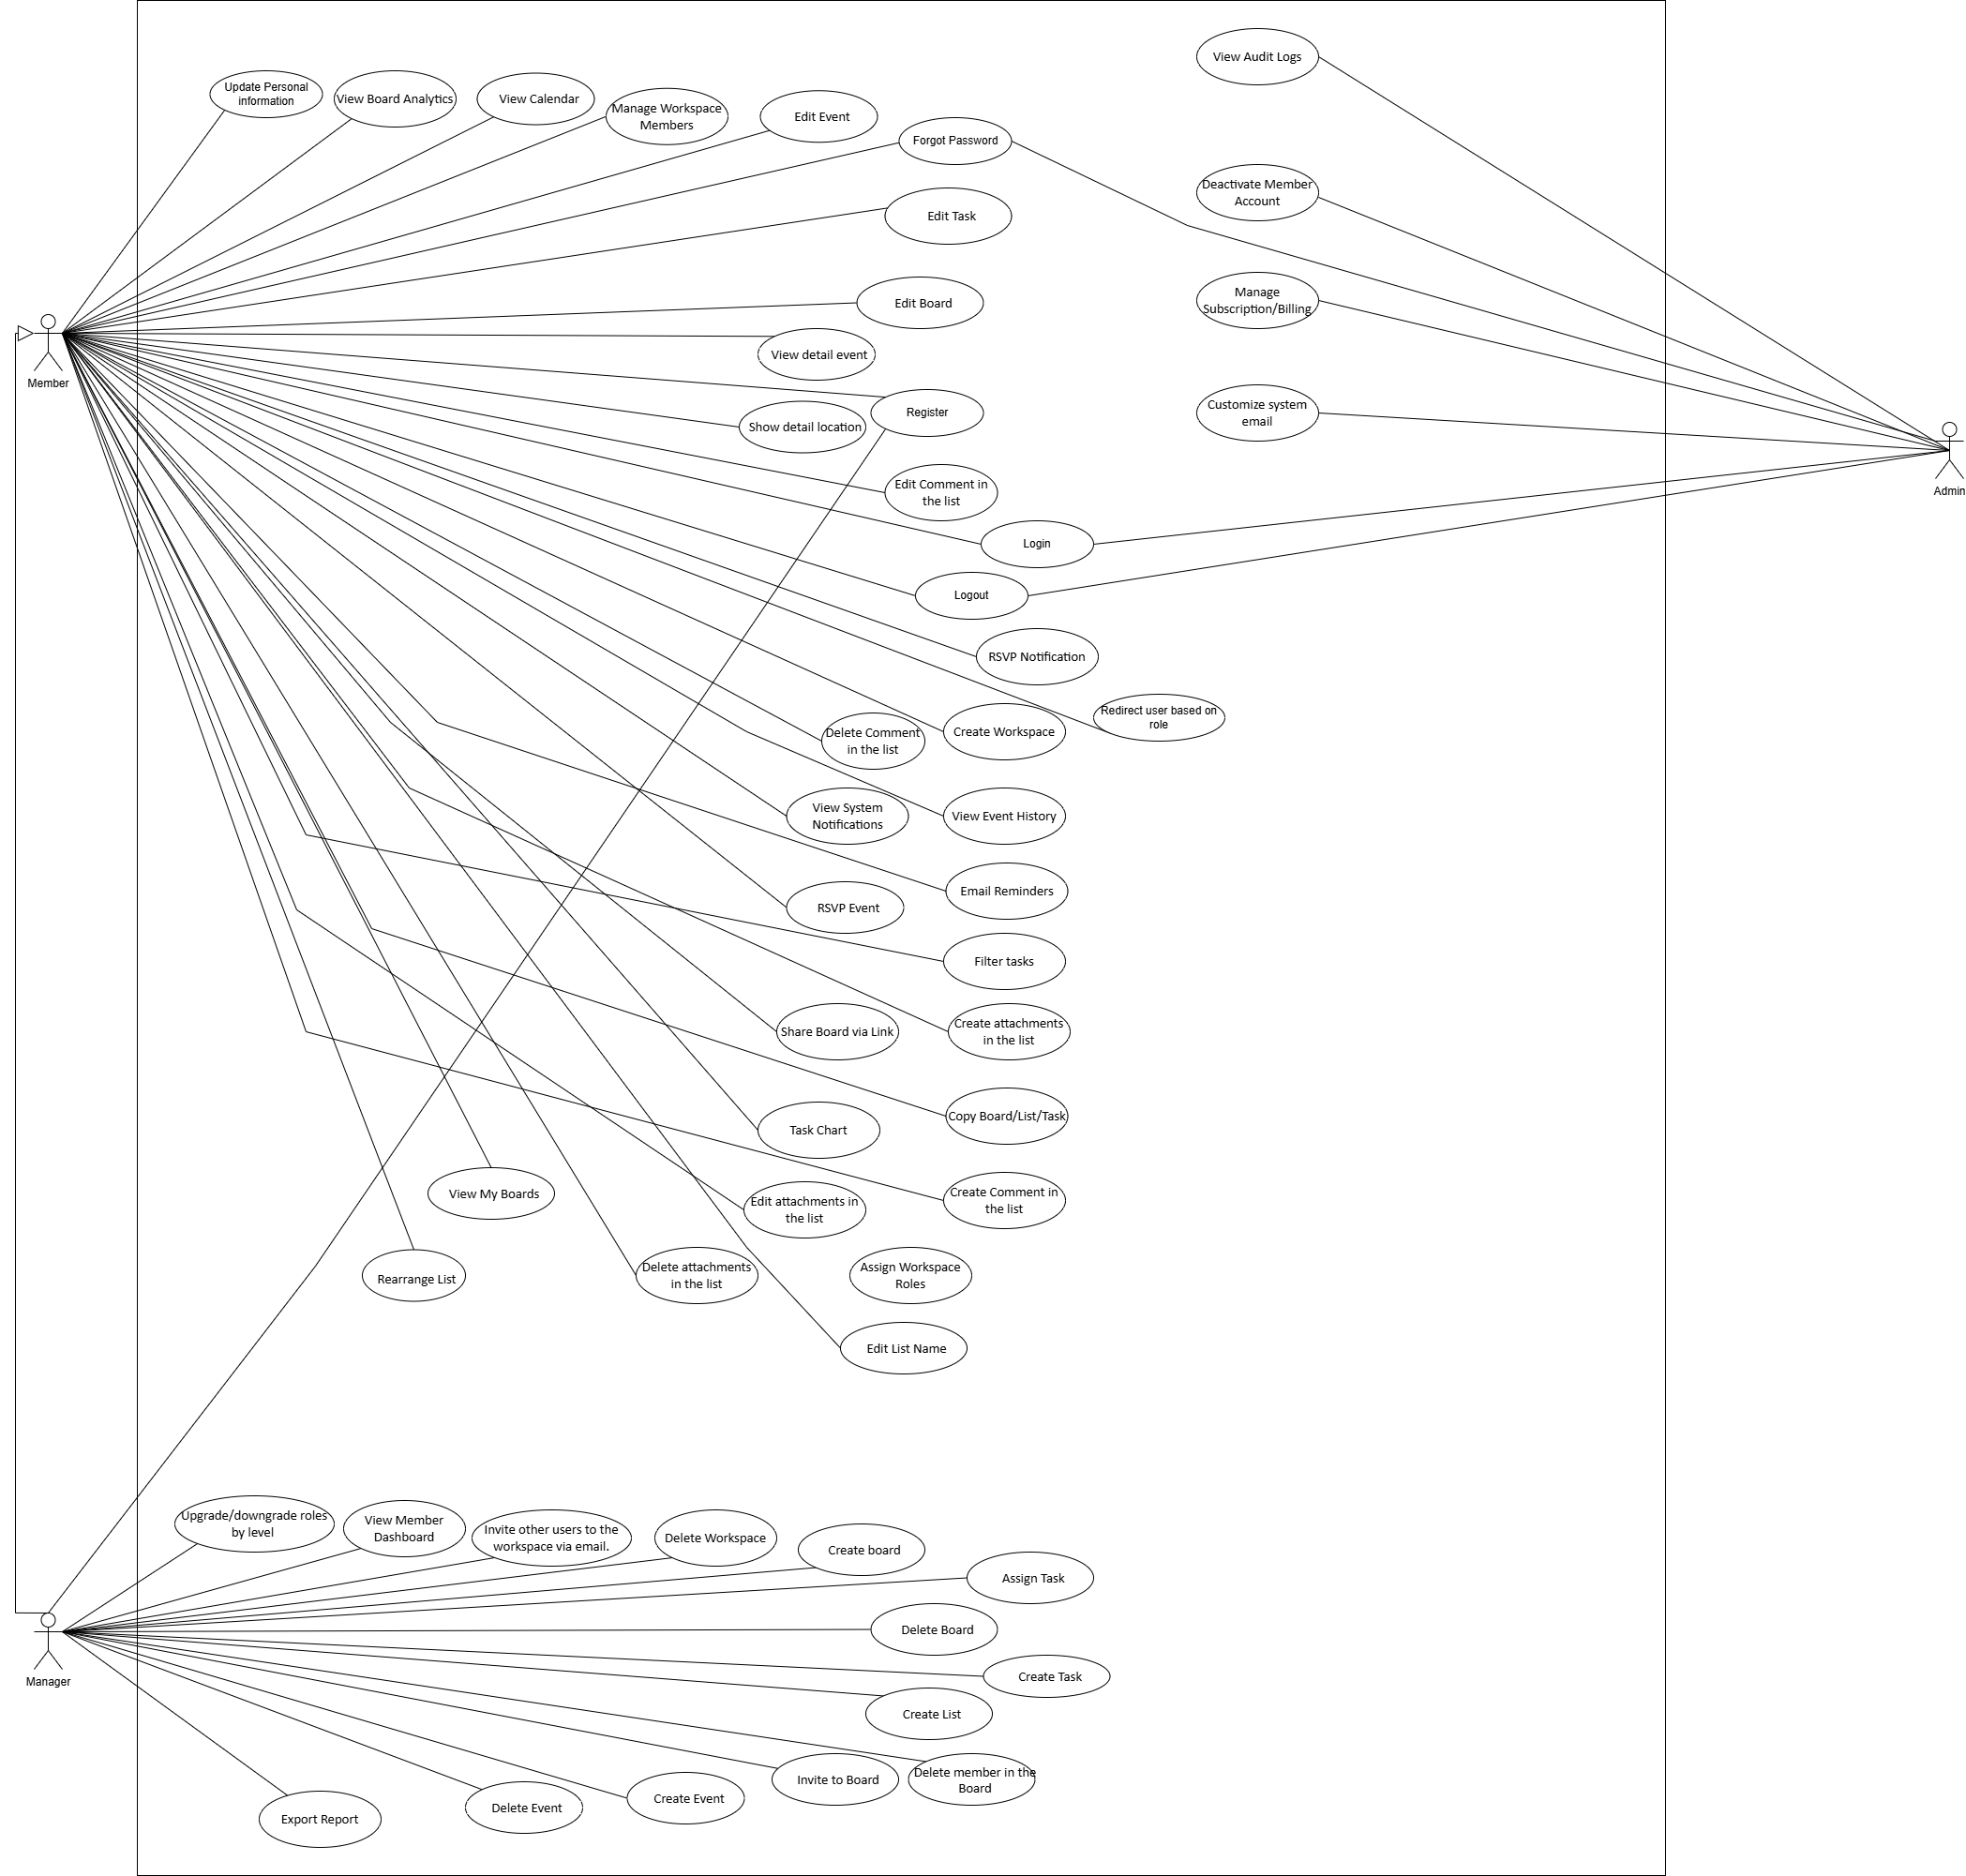 View Audit Logs
Update Personal
information
View Board Analytics
View Calendar
Manage Workspace
Members
Edit Event
Forgot Password
Deactivate Member
Account
Edit Task
Manage
Subscription/Billing
Edit Board
View detail event
Member
Register
Customize system
email
Show detail location
Edit Comment in
the list
Admin
Login
Logout
RSVP Notification
Redirect user based on
role
Delete Comment
in the list
Create Workspace
View System
Notifications
View Event History
Email Reminders
RSVP Event
Filter tasks
Share Board via Link
Create attachments
in the list
Copy Board/List/Task
Task Chart
View My Boards
Edit attachments in
the list
Create Comment in
the list
Rearrange List
Delete attachments
in the list
Assign Workspace
Roles
Edit List Name
Upgrade/downgrade roles
by level
View Member
Dashboard
Invite other users to the
workspace via email.
Delete Workspace
Create board
Assign Task
Delete Board
Manager
Create Task
Create List
Invite to Board
Delete member in the
Board
Export Report
Delete Event
Create Event